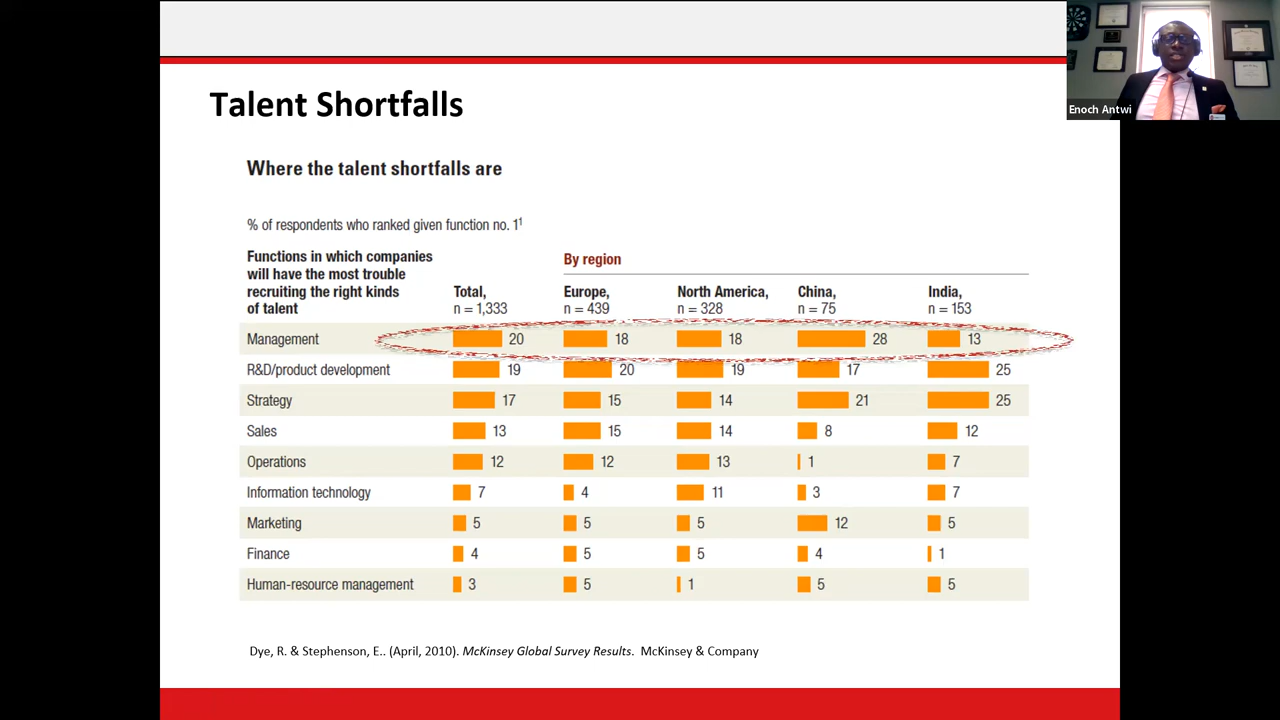 Enoch Antwi
Talent Shortfalls
Where the talent shortfalls are
% of respondents who ranked given function no. 1¹
Functions in which companies
will have the most trouble
recruiting the right kinds
of talent
By region
Total, Europe, North America, China, India,
n = 1,333 n = 439 n = 328 n = 75 n = 153
Management 20 18 18 28 13
R&D/product development 19 20 19 17 25
Strategy 17 15 14 21 25
Sales 13 15 14 8 12
Operations 12 12 13 1 7
Information technology 7 4 11 3 7
Marketing 5 5 5 12 5
Finance 4 5 5 4 1
Human-resource management 3 5 1 5 5
Dye, R. & Stephenson, E.. (April, 2010). McKinsey Global Survey Results. McKinsey & Company